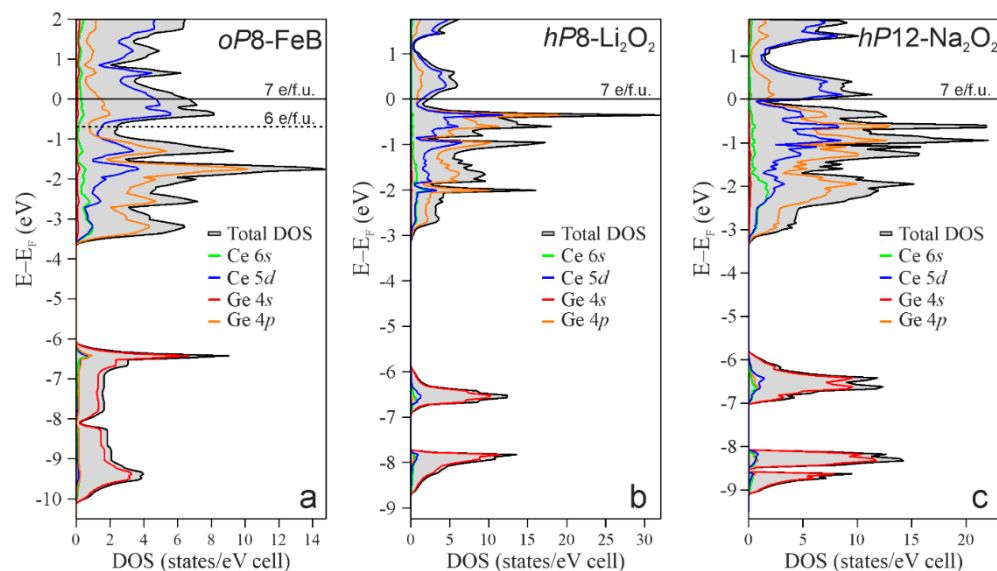 oP8-FeB
7 e/f.u.
6 e/f.u.
Total DOS
Ce 6s
Ce 5d
Ge 4s
Ge 4p
a
E−E_F (eV)
2
1
0
-1
-2
-3
-4
-5
-6
-7
-8
-9
-10
0 2 4 6 8 10 12 14
DOS (states/eV cell)
hP8-Li₂O₂
7 e/f.u.
Total DOS
Ce 6s
Ce 5d
Ge 4s
Ge 4p
b
E−E_F (eV)
1
0
-1
-2
-3
-4
-5
-6
-7
-8
-9
0 5 10 15 20 25 30
DOS (states/eV cell)
hP12-Na₂O₂
7 e/f.u.
Total DOS
Ce 6s
Ce 5d
Ge 4s
Ge 4p
c
E−E_F (eV)
1
0
-1
-2
-3
-4
-5
-6
-7
-8
-9
0 5 10 15 20
DOS (states/eV cell)